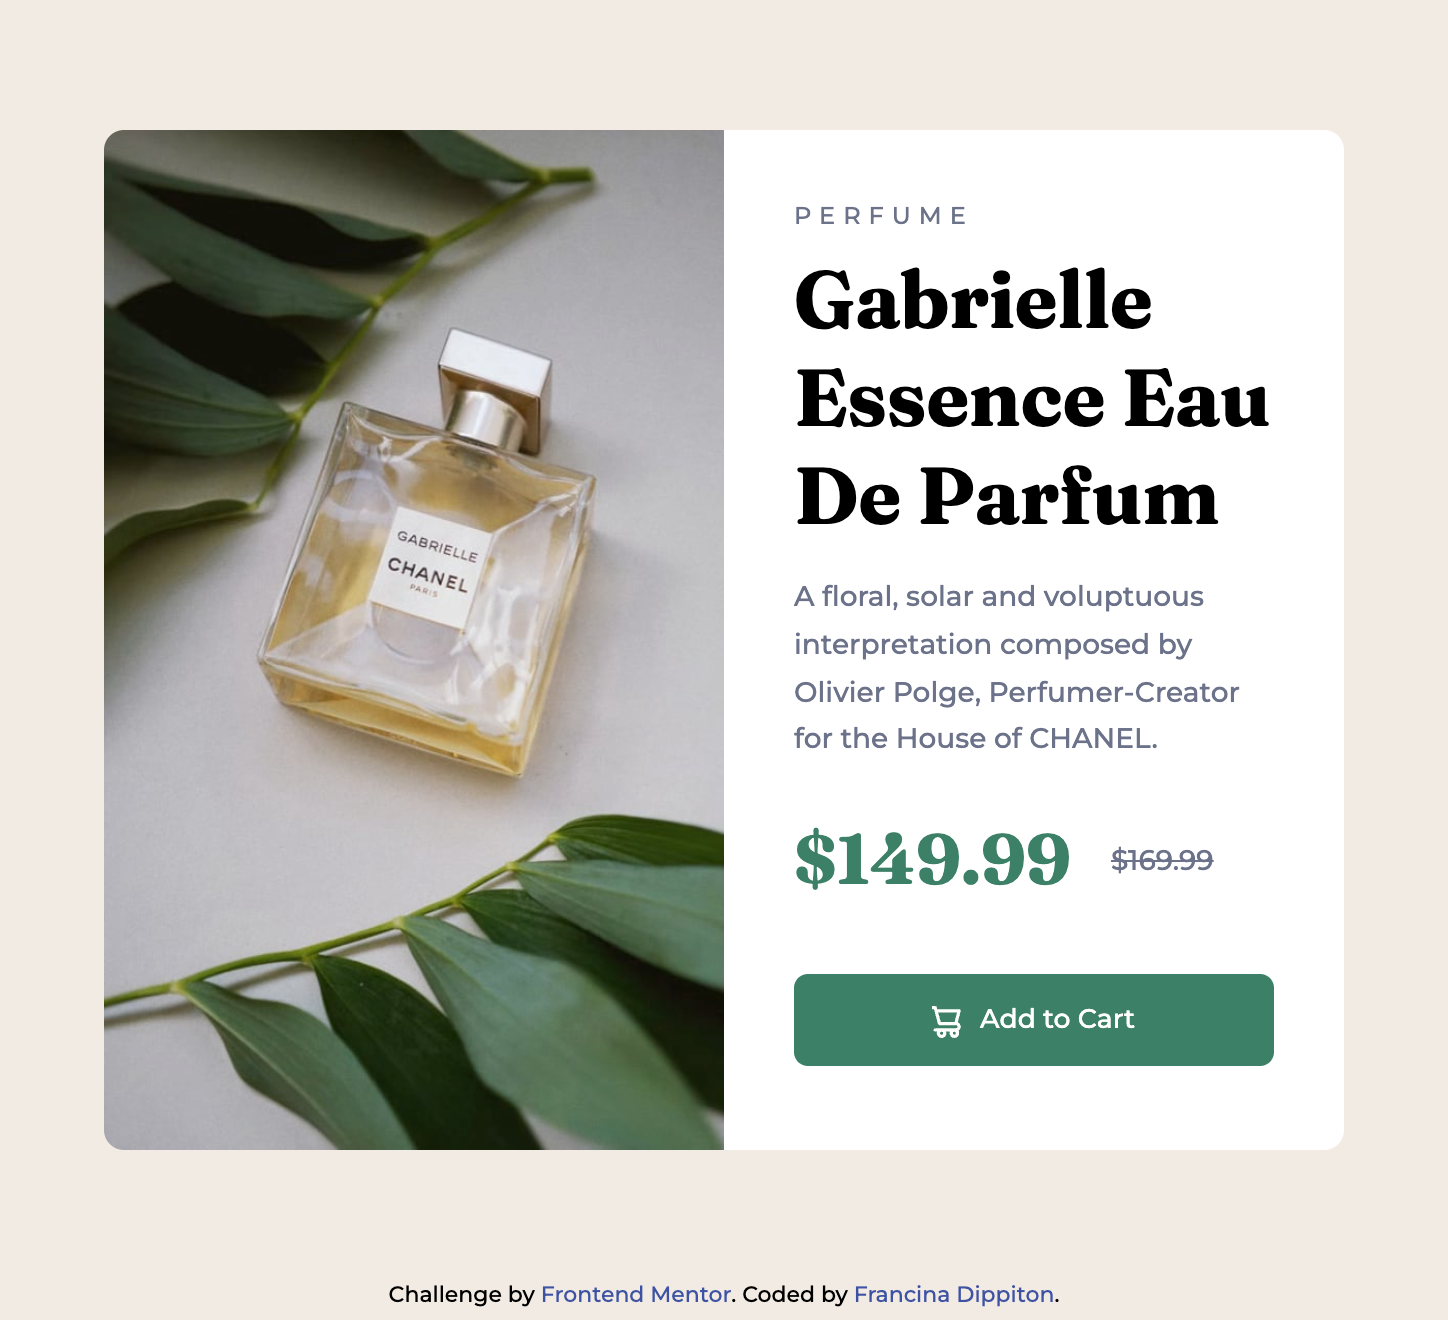 GABRIELLE
CHANEL
PARIS
PERFUME
Gabrielle
Essence Eau
De Parfum
A floral, solar and voluptuous
interpretation composed by
Olivier Polge, Perfumer-Creator
for the House of CHANEL.
$149.99 $169.99
Add to Cart
Challenge by Frontend Mentor. Coded by Francina Dippiton.